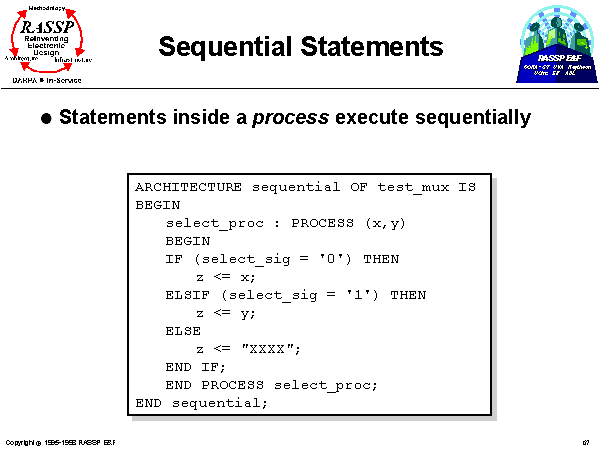 Methodology
RASSP
Reinventing
Electronic
Design
Architecture Infrastructure
DARPA • Tri-Service
Sequential Statements
RASSP E&F
SCRA • GT • UVA • Raytheon
UCinc • EIT • ADL
● Statements inside a process execute sequentially
ARCHITECTURE sequential OF test_mux IS
BEGIN
select_proc : PROCESS (x,y)
BEGIN
IF (select_sig = '0') THEN
z <= x;
ELSIF (select_sig = '1') THEN
z <= y;
ELSE
z <= "XXXX";
END IF;
END PROCESS select_proc;
END sequential;
Copyright © 1995-1998 RASSP E&F
67